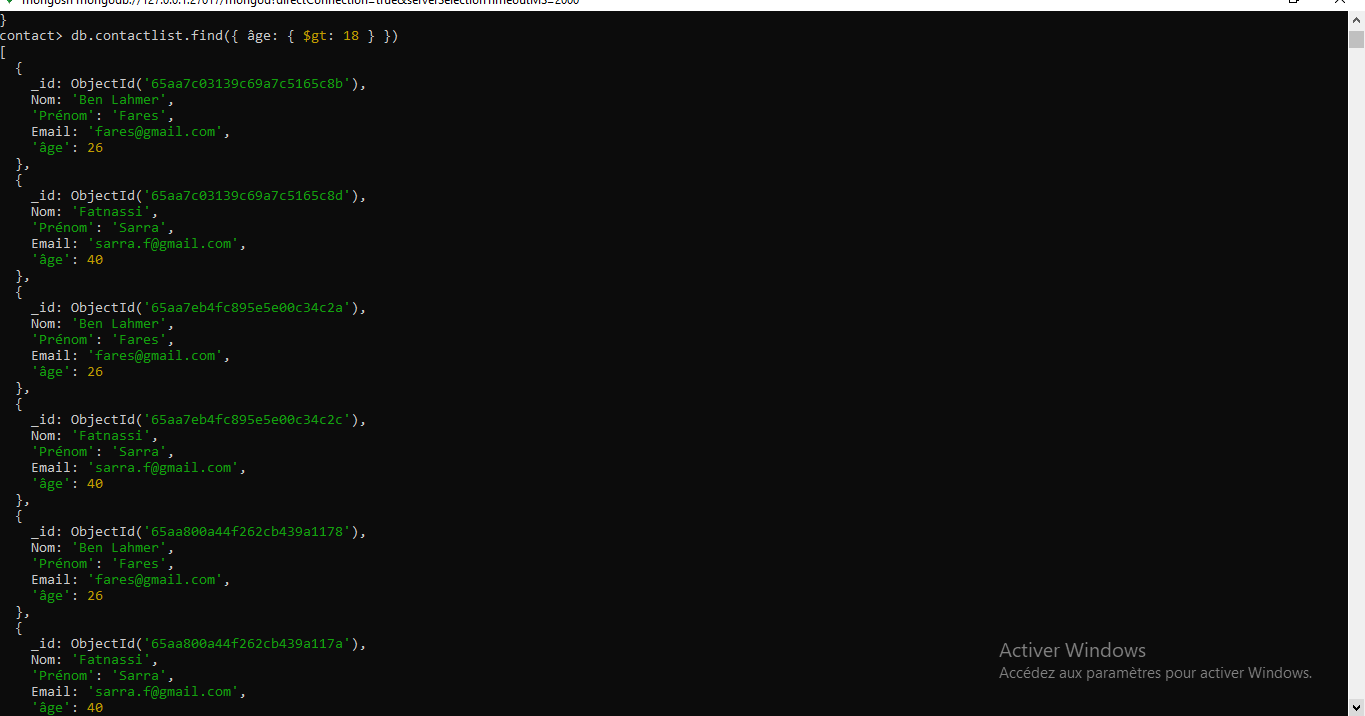 mongosh mongodb://127.0.0.1:27017/mongod?directConnection=true&serverSelectionTimeoutMS=2000
}
contact> db.contactlist.find({ âge: { $gt: 18 } })
[
{
_id: ObjectId('65aa7c03139c69a7c5165c8b'),
Nom: 'Ben Lahmer',
'Prénom': 'Fares',
Email: 'fares@gmail.com',
'âge': 26
},
{
_id: ObjectId('65aa7c03139c69a7c5165c8d'),
Nom: 'Fatnassi',
'Prénom': 'Sarra',
Email: 'sarra.f@gmail.com',
'âge': 40
},
{
_id: ObjectId('65aa7eb4fc895e5e00c34c2a'),
Nom: 'Ben Lahmer',
'Prénom': 'Fares',
Email: 'fares@gmail.com',
'âge': 26
},
{
_id: ObjectId('65aa7eb4fc895e5e00c34c2c'),
Nom: 'Fatnassi',
'Prénom': 'Sarra',
Email: 'sarra.f@gmail.com',
'âge': 40
},
{
_id: ObjectId('65aa800a44f262cb439a1178'),
Nom: 'Ben Lahmer',
'Prénom': 'Fares',
Email: 'fares@gmail.com',
'âge': 26
},
{
_id: ObjectId('65aa800a44f262cb439a117a'),
Nom: 'Fatnassi',
'Prénom': 'Sarra',
Email: 'sarra.f@gmail.com',
'âge': 40
Activer Windows
Accédez aux paramètres pour activer Windows.